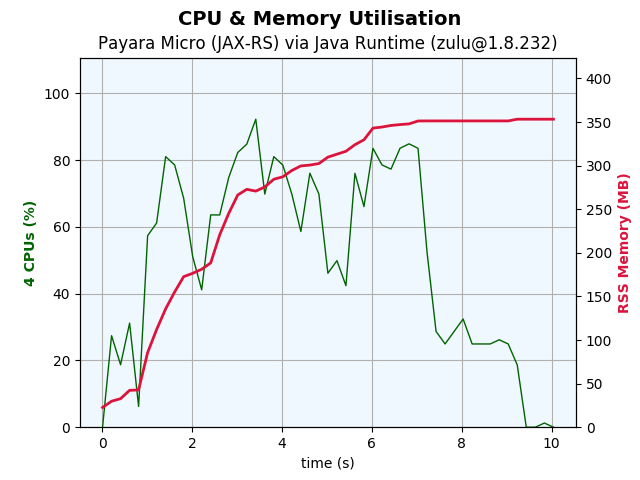 CPU & Memory Utilisation
Payara Micro (JAX-RS) via Java Runtime (zulu@1.8.232)
4 CPUs (%)
100
80
60
40
20
0
RSS Memory (MB)
400
350
300
250
200
150
100
50
0
0 2 4 6 8 10
time (s)